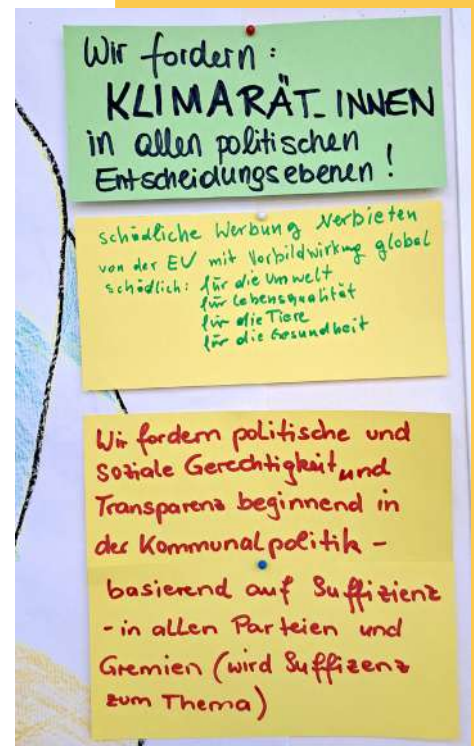 Wir fordern:
KLIMARÄT_INNEN
in allen politischen
Entscheidungsebenen!
schädliche Werbung verbieten
von der EU mit Vorbildwirkung global
schädlich: für die Umwelt
für Lebensqualität
für die Tiere
für die Gesundheit
Wir fordern politische und
soziale Gerechtigkeit und
Transparenz beginnend in
der Kommunalpolitik -
basierend auf Suffizienz
- in allen Parteien und
Gremien (wird Suffizenz
zum Thema)